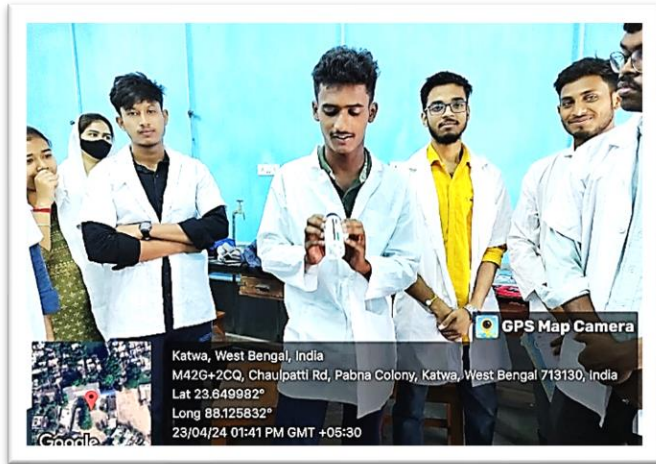 GPS Map Camera
Katwa, West Bengal, India
M42G+2CQ, Chaulpatti Rd, Pabna Colony, Katwa, West Bengal 713130, India
Lat 23.649982°
Long 88.125832°
23/04/24 01:41 PM GMT +05:30
Google